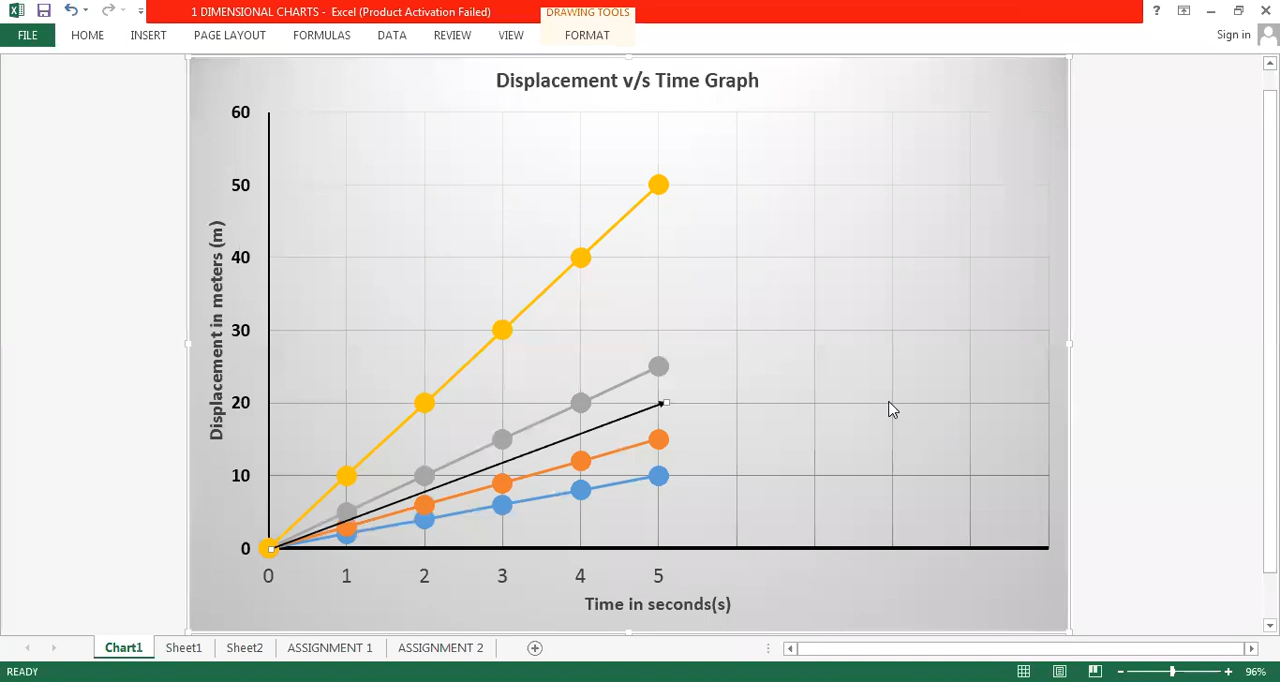 1 DIMENSIONAL CHARTS - Excel (Product Activation Failed)
DRAWING TOOLS
?
FILE HOME INSERT PAGE LAYOUT FORMULAS DATA REVIEW VIEW FORMAT
Sign in
Displacement v/s Time Graph
60
50
40
30
20
10
0
Displacement in meters (m)
0 1 2 3 4 5
Time in seconds(s)
Chart1 Sheet1 Sheet2 ASSIGNMENT 1 ASSIGNMENT 2
READY
96%